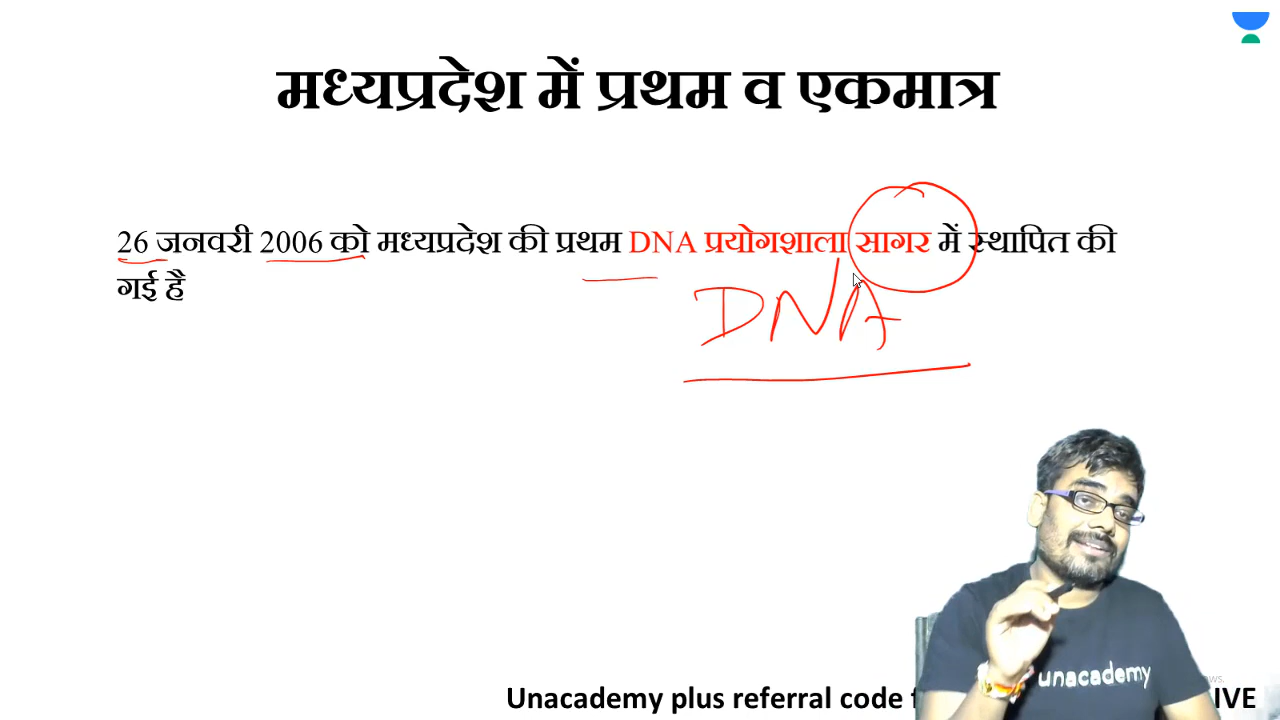 मध्यप्रदेश में प्रथम व एकमात्र
26 जनवरी 2006 को मध्यप्रदेश की प्रथम DNA प्रयोगशाला सागर में स्थापित की
गई है
DNA
unacademy
Unacademy plus referral code
IVE